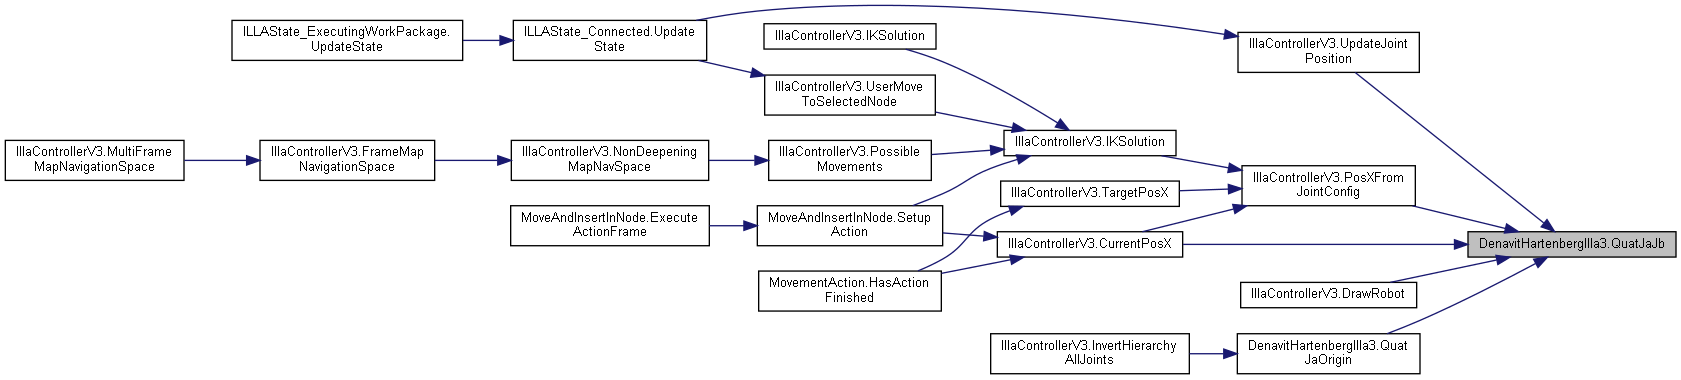 ILLAState_ExecutingWorkPackage.
UpdateState
ILLAState_Connected.Update
State
IllaControllerV3.IKSolution
IllaControllerV3.UpdateJoint
Position
IllaControllerV3.UserMove
ToSelectedNode
IllaControllerV3.MultiFrame
MapNavigationSpace
IllaControllerV3.FrameMap
NavigationSpace
IllaControllerV3.NonDeepening
MapNavSpace
IllaControllerV3.Possible
Movements
IllaControllerV3.IKSolution
IllaControllerV3.PosXFrom
JointConfig
IllaControllerV3.TargetPosX
MoveAndInsertInNode.Execute
ActionFrame
MoveAndInsertInNode.Setup
Action
IllaControllerV3.CurrentPosX
DenavitHartenbergIlla3.QuatJaJb
MovementAction.HasAction
Finished
IllaControllerV3.DrawRobot
IllaControllerV3.InvertHierarchy
AllJoints
DenavitHartenbergIlla3.Quat
JaOrigin